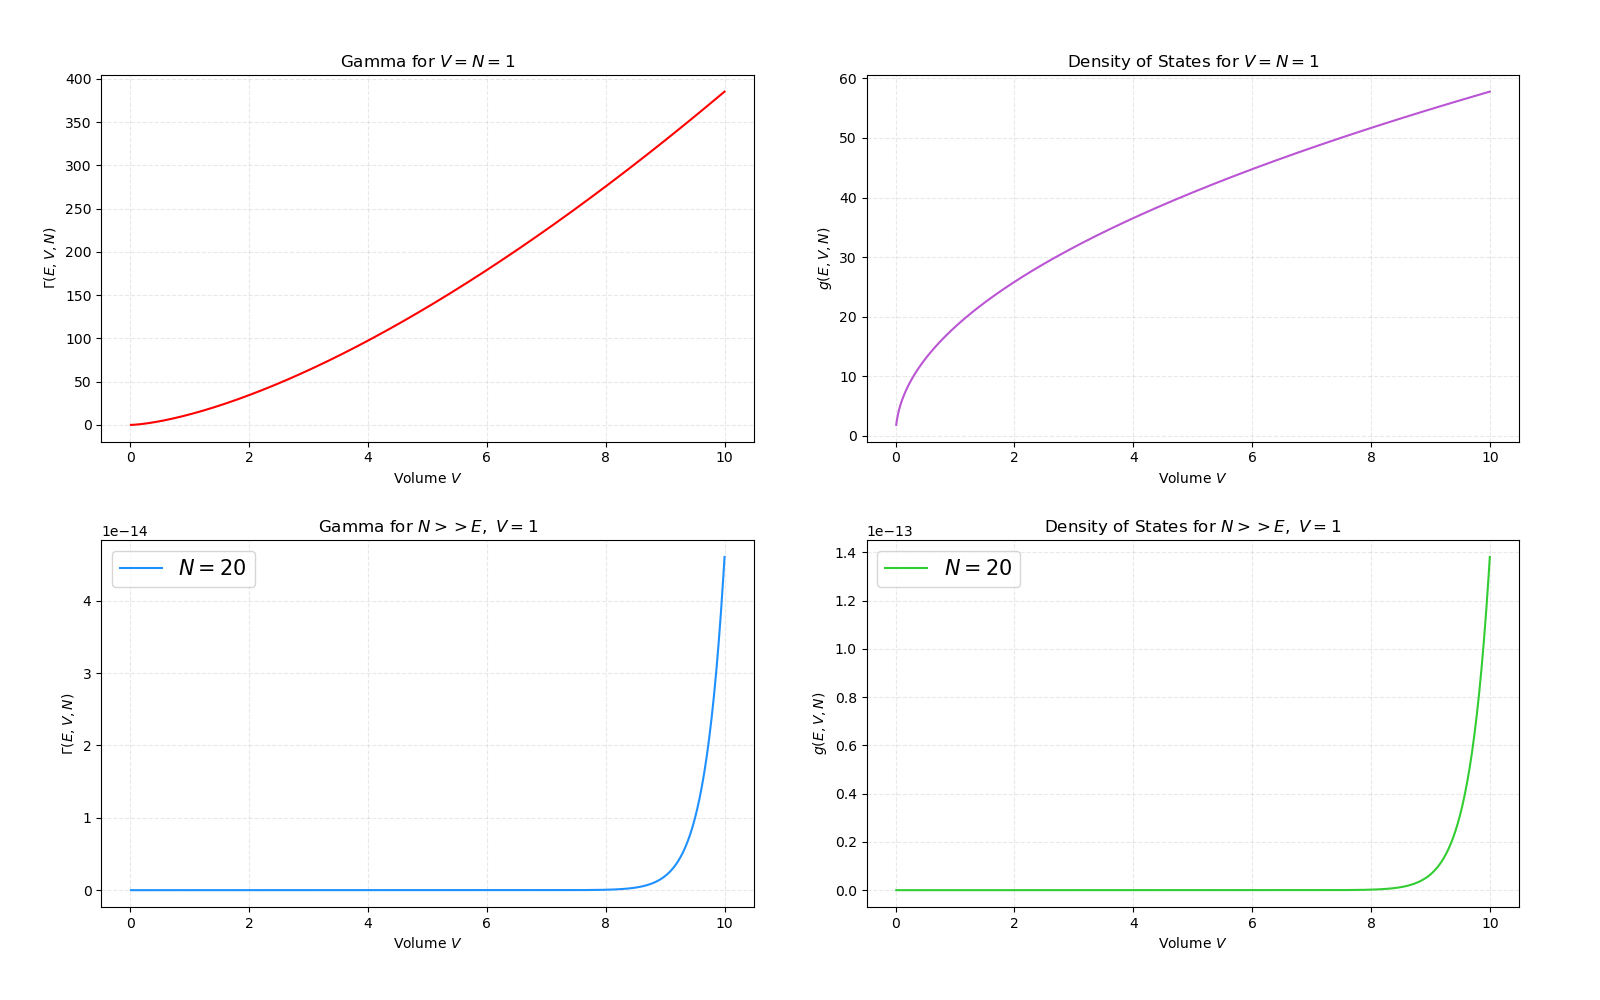 Gamma for V = N = 1
Γ(E, V, N)
400
350
300
250
200
150
100
50
0
0 2 4 6 8 10
Volume V
Density of States for V = N = 1
g(E, V, N)
60
50
40
30
20
10
0
0 2 4 6 8 10
Volume V
Gamma for N >> E, V = 1
1e−14
N = 20
Γ(E, V, N)
4
3
2
1
0
0 2 4 6 8 10
Volume V
Density of States for N >> E, V = 1
1e−13
N = 20
g(E, V, N)
1.4
1.2
1.0
0.8
0.6
0.4
0.2
0.0
0 2 4 6 8 10
Volume V